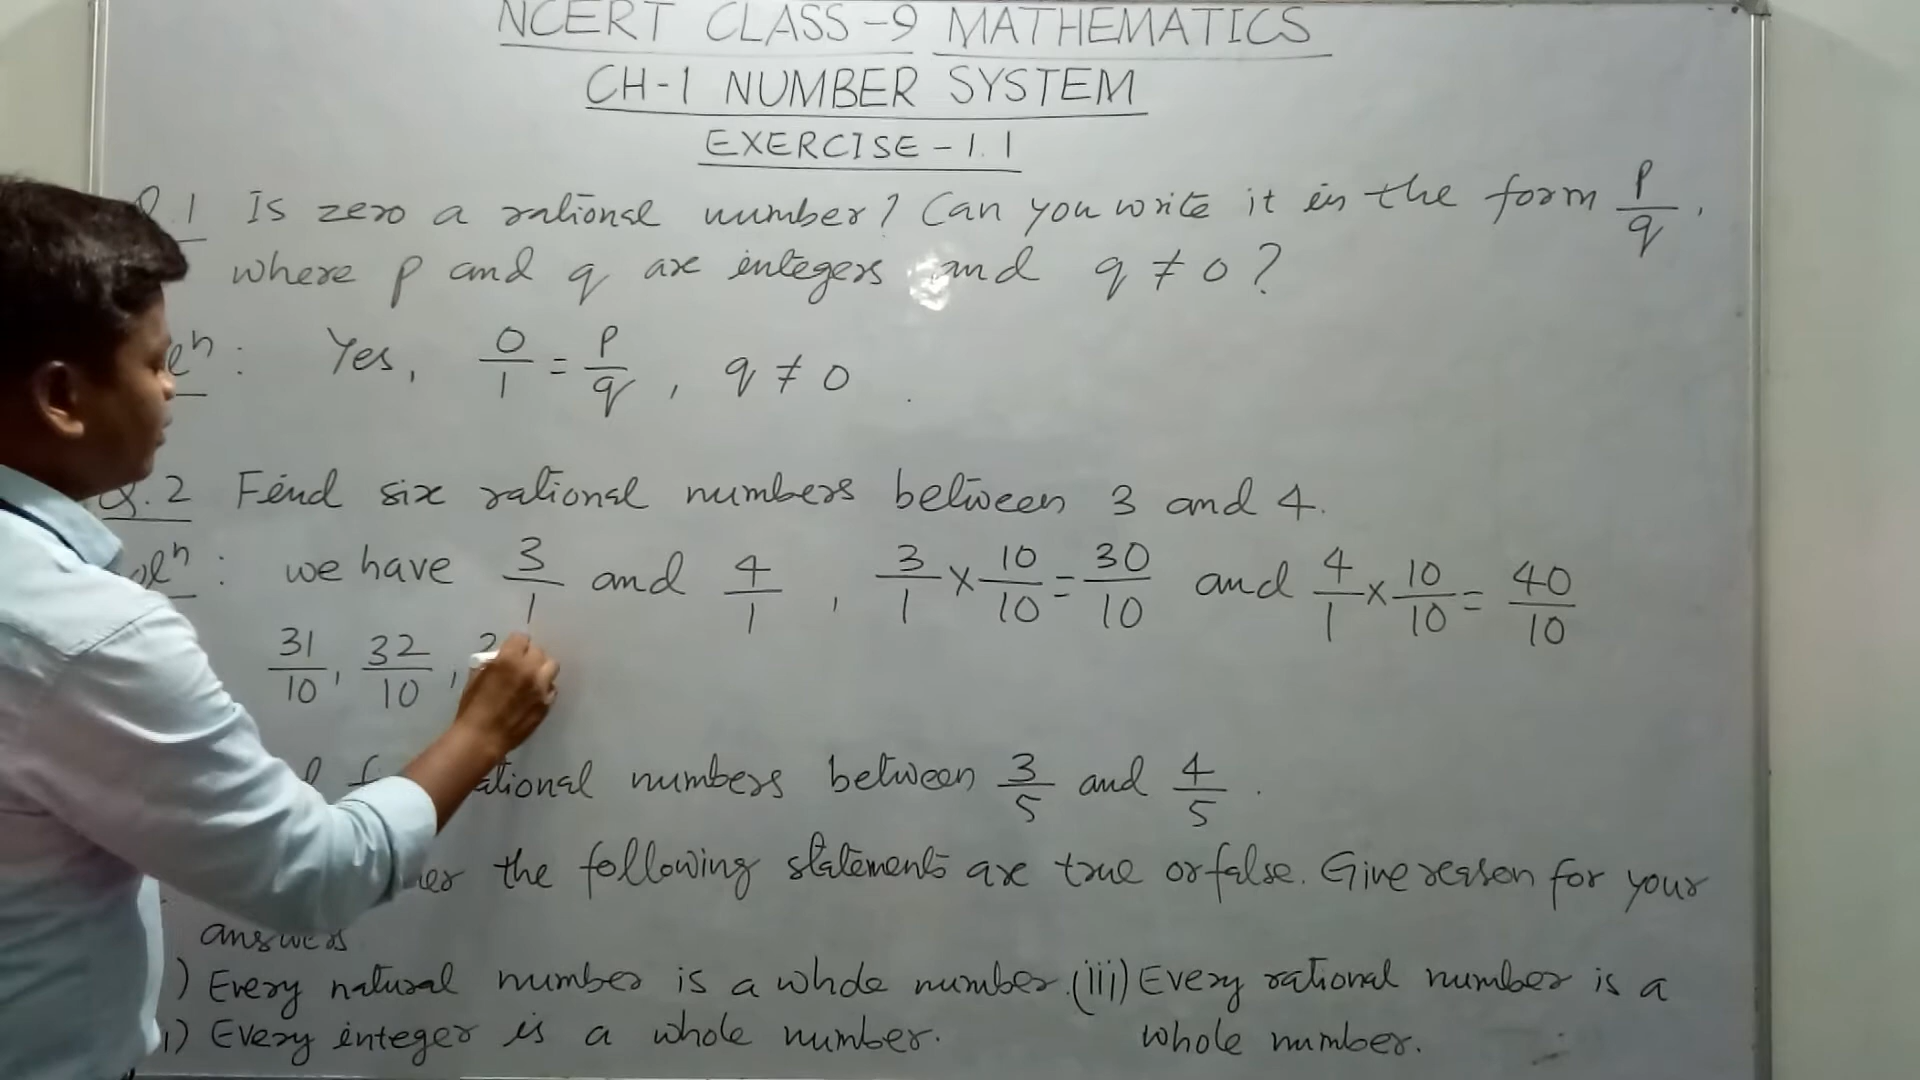 NCERT CLASS-9 MATHEMATICS
CH-1 NUMBER SYSTEM
EXERCISE-1.1
Q.1 Is zero a rational number? Can you write it in the form p/q,
where p and q are integers and q ≠ 0?
: Yes, 0/1 = p/q, q ≠ 0
Q.2 Find six rational numbers between 3 and 4.
: we have 3/1 and 4/1, 3/1 × 10/10 = 30/10 and 4/1 × 10/10 = 40/10
31/10, 32/10,
numbers between 3/5 and 4/5.
the following statements are true or false. Give reason for your
answers
) Every natural number is a whole number. (iii) Every rational number is a
) Every integer is a whole number. whole number.